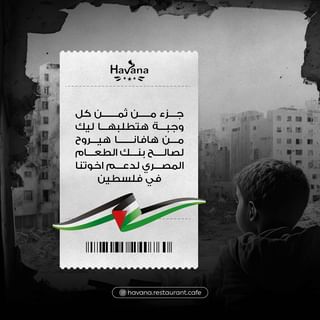 Havana
جزء من ثمن كل
وجبة هتطلبها ليك
من هافانا هيروح
لصالح بنك الطعام
المصري لدعم اخوتنا
في فلسطين
havana.restaurant.cafe